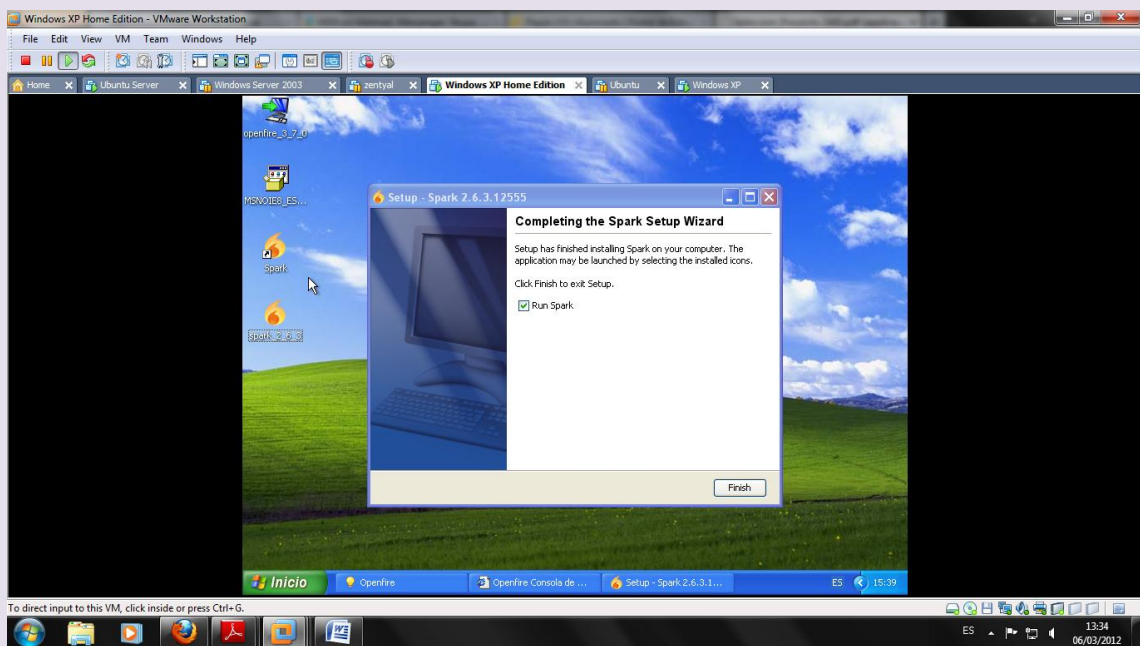 Windows XP Home Edition - VMware Workstation
File Edit View VM Team Windows Help
Home Ubuntu Server Windows Server 2003 zentyal Windows XP Home Edition Ubuntu Windows XP
openfire_3_7_0
MSNOIE8_ES...
Spark
spark_2_6_3
Setup - Spark 2.6.3.12555
Completing the Spark Setup Wizard
Setup has finished installing Spark on your computer. The
application may be launched by selecting the installed icons.
Click Finish to exit Setup.
Run Spark
Finish
Inicio Openfire Openfire Consola de ... Setup - Spark 2.6.3.1... ES 15:39
To direct input to this VM, click inside or press Ctrl+G.
ES 13:34
06/03/2012